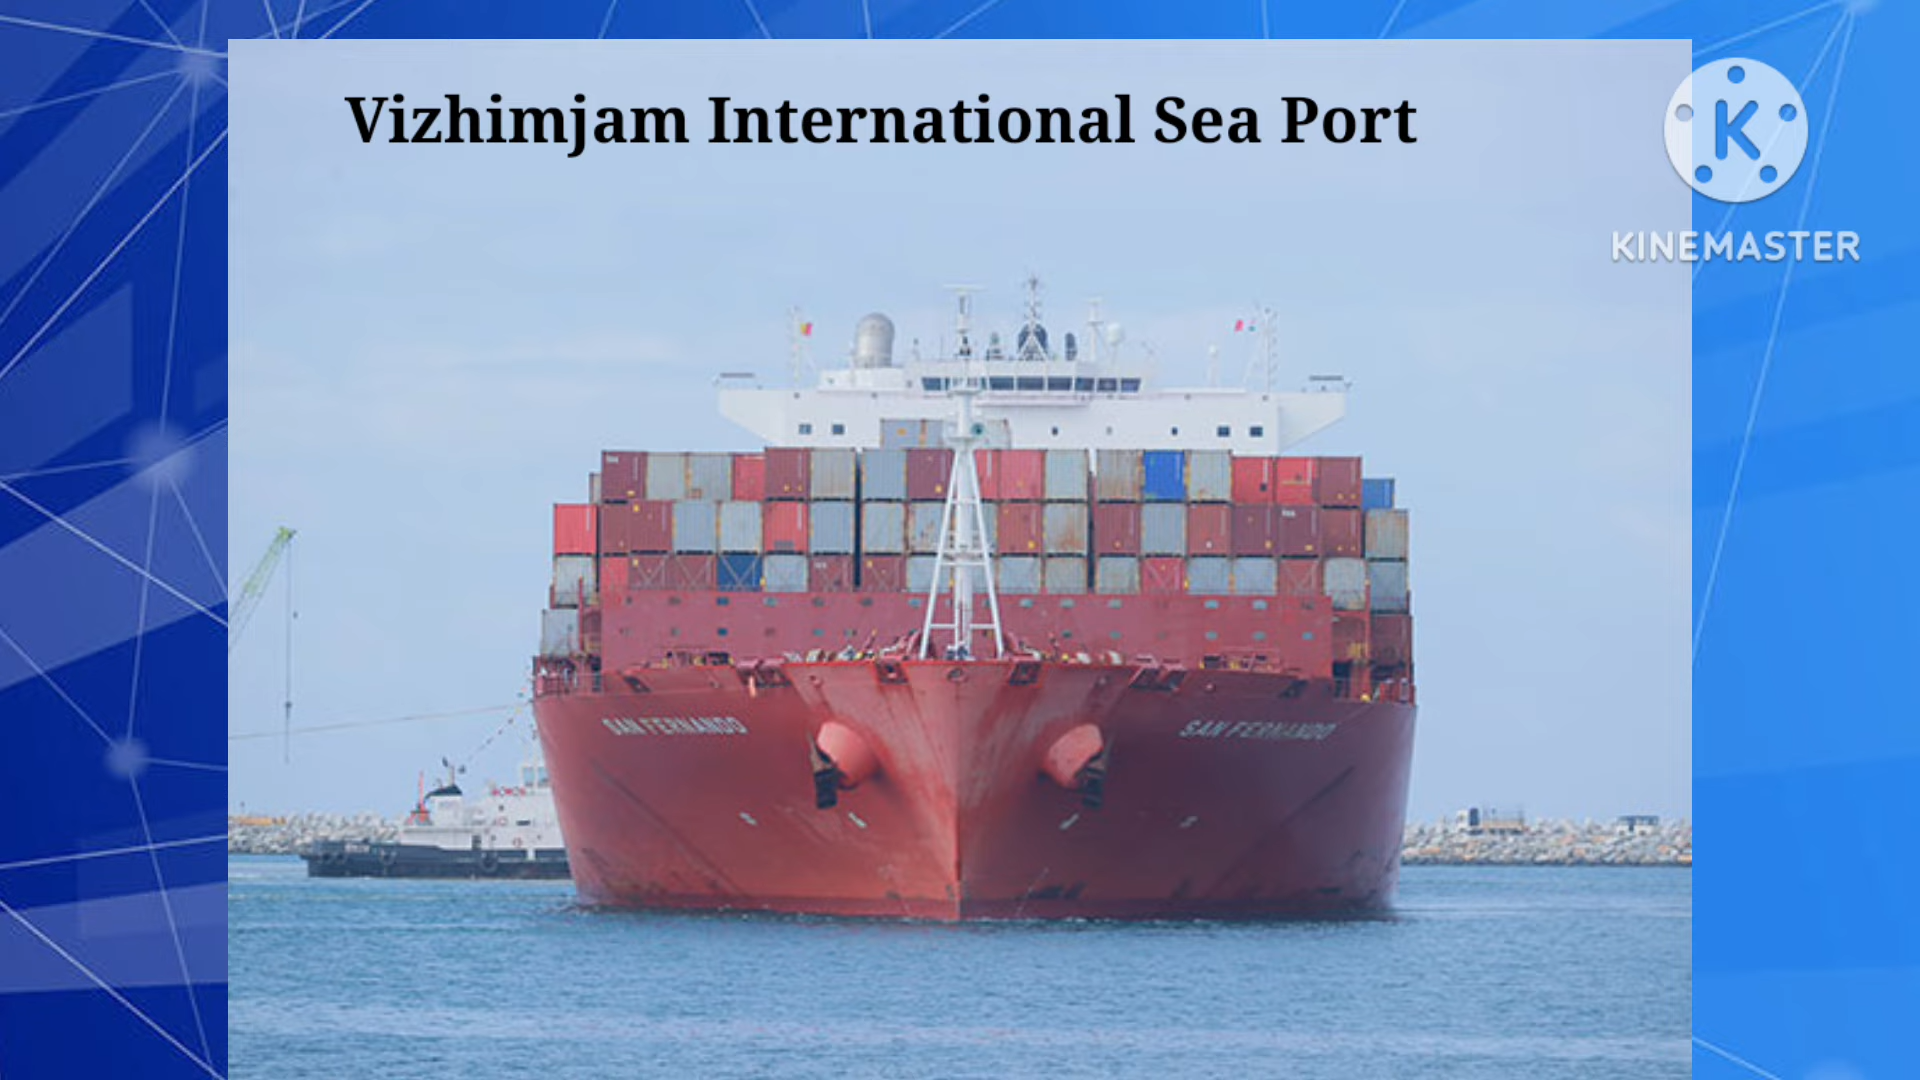 Vizhimjam International Sea Port
K
KINEMASTER
SAN FERNANDO
SAN FERNANDO